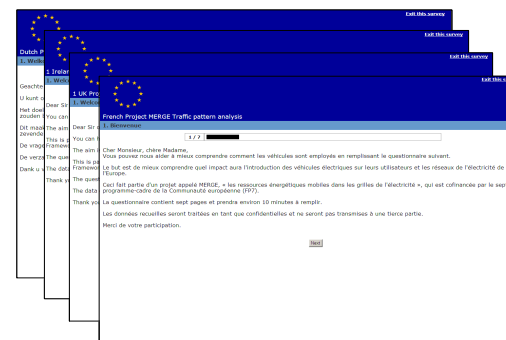 Exit this survey
Dutch P
1. Welk
Geachte
U kunt o
Het doel
zouden l
Dit maak
zevende
De vrage
De verza
Dank u v
Exit this survey
1 Irelan
1. Welco
Dear Sir
You can
The aim
This is p
Framewo
The que
The data
Thank y
Exit this survey
1 UK Pro
1. Welco
Dear Sir o
You can h
The aim i
This is pa
Framewo
The quest
The data
Thank you
Exit this s
French Project MERGE Traffic pattern analysis
1. Bienvenue
1 / 7
Cher Monsieur, chère Madame,
Vous pouvez nous aider à mieux comprendre comment les véhicules sont employés en remplissant le questionnaire suivant.
Le but est de mieux comprendre quel impact aura l'introduction des véhicules électriques sur leurs utilisateurs et les réseaux de l'électricité de
l'Europe.
Ceci fait partie d'un projet appelé MERGE, « les ressources énergétiques mobiles dans les grilles de l'électricité », qui est cofinancée par le sept
programme-cadre de la Communauté européenne (FP7).
La questionnaire contient sept pages et prendra environ 10 minutes à remplir.
Les données recueilles seront traitées en tant que confidentielles et ne seront pas transmises à une tierce partie.
Merci de votre participation.
Next